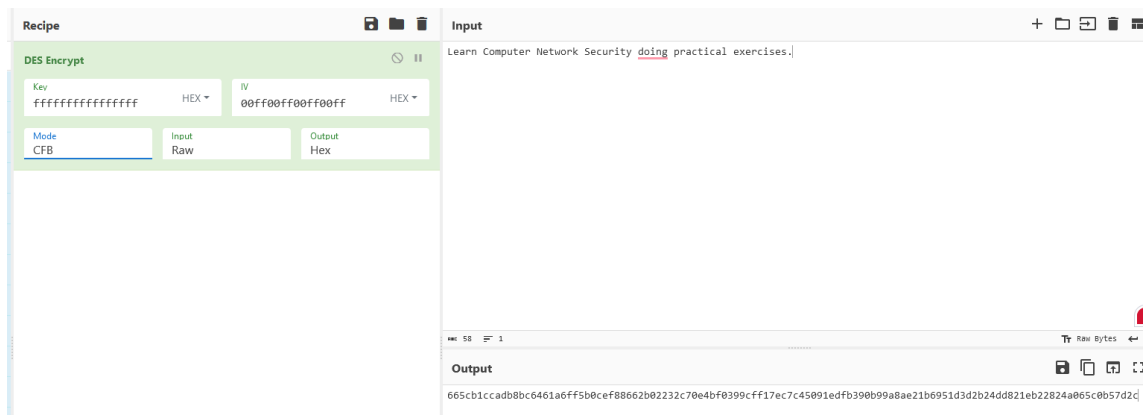 Recipe
DES Encrypt
Key
ffffffffffffffff
HEX
IV
00ff00ff00ff00ff
HEX
Mode
CFB
Input
Raw
Output
Hex
Input
Learn Computer Network Security doing practical exercises.
58
1
Raw Bytes
Output
665cb1ccadb8bc6461a6ff5b0cef88662b02232c70e4bf0399cff17ec7c45091edfb390b99a8ae21b6951d3d2b24dd821eb22824a065c0b57d2c